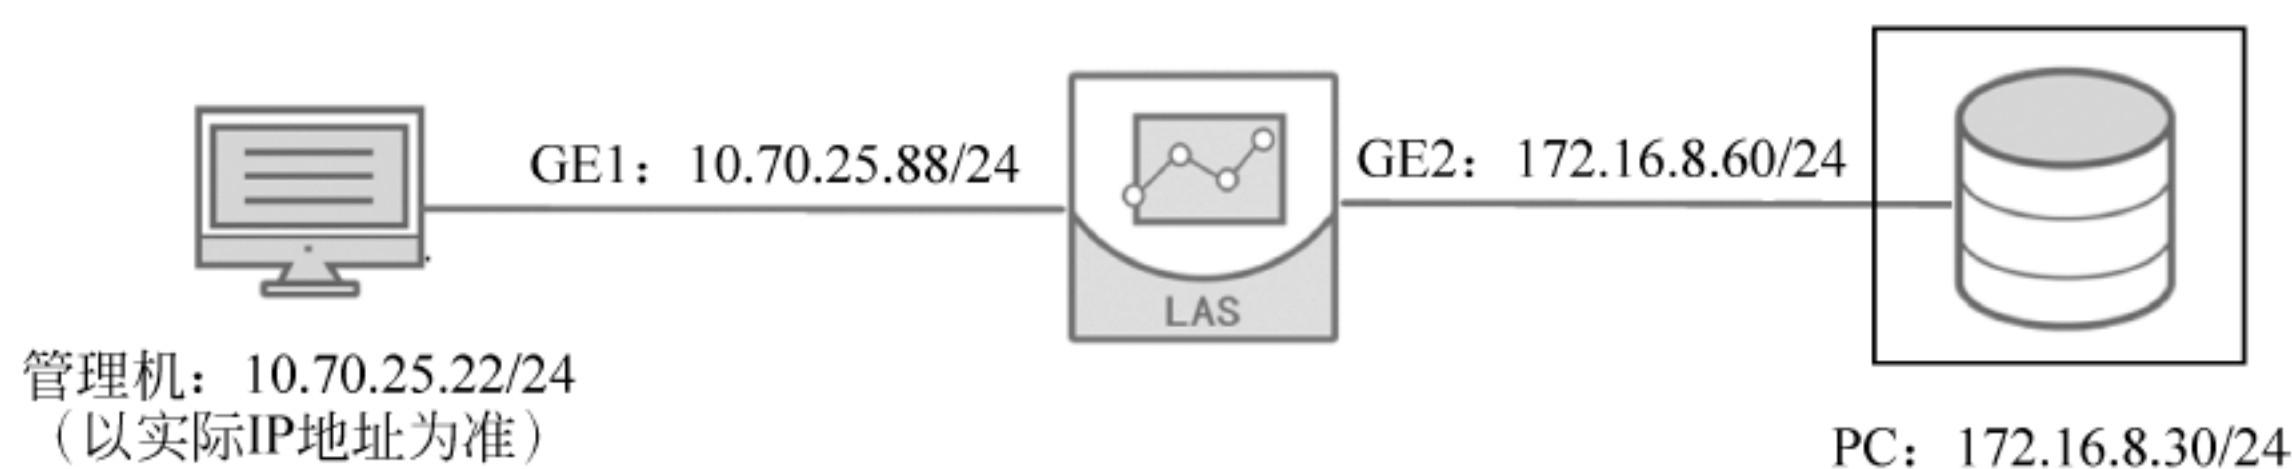 GE1：10.70.25.88/24
GE2：172.16.8.60/24
LAS
管理机：10.70.25.22/24
（以实际IP地址为准）
PC：172.16.8.30/24